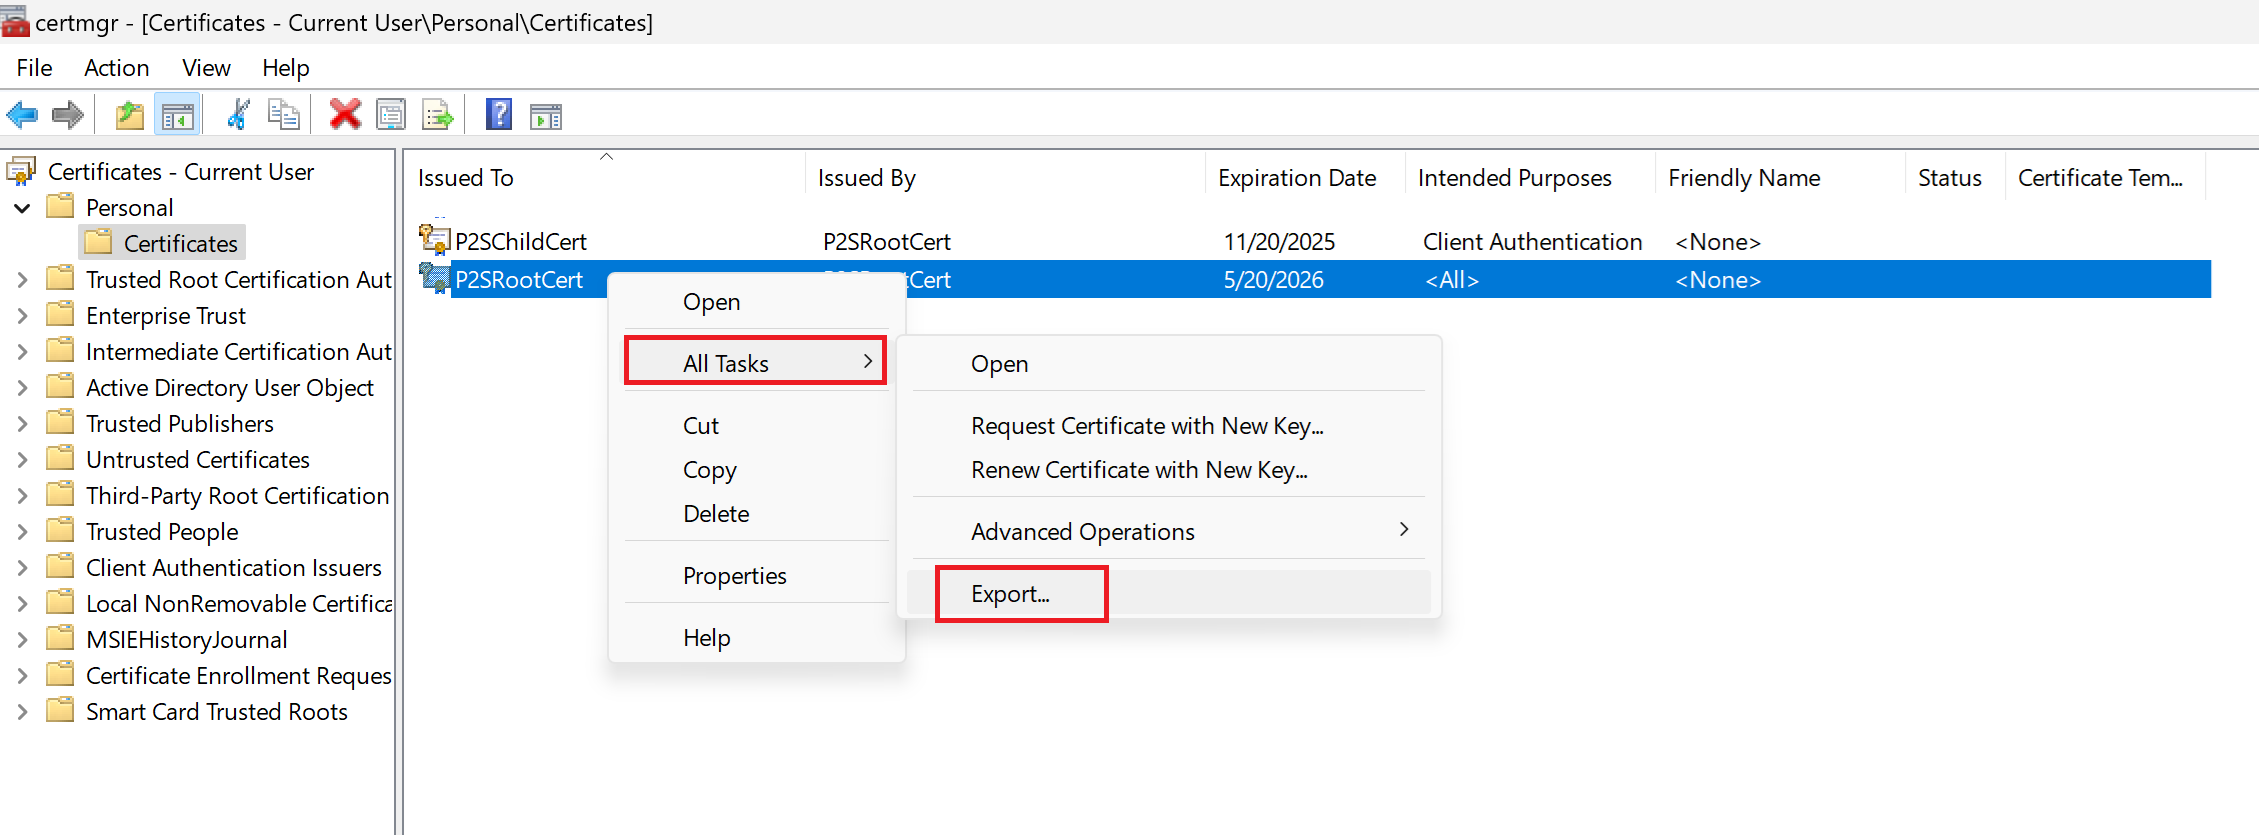 certmgr - [Certificates - Current User\Personal\Certificates]
File Action View Help
Certificates - Current User
Personal
Certificates
Trusted Root Certification Aut
Enterprise Trust
Intermediate Certification Aut
Active Directory User Object
Trusted Publishers
Untrusted Certificates
Third-Party Root Certification
Trusted People
Client Authentication Issuers
Local NonRemovable Certifica
MSIEHistoryJournal
Certificate Enrollment Reques
Smart Card Trusted Roots
Issued To Issued By Expiration Date Intended Purposes Friendly Name Status Certificate Tem...
P2SChildCert P2SRootCert 11/20/2025 Client Authentication <None>
P2SRootCert Cert 5/20/2026 <All> <None>
Open
All Tasks
Cut
Copy
Delete
Properties
Help
Open
Request Certificate with New Key...
Renew Certificate with New Key...
Advanced Operations
Export...